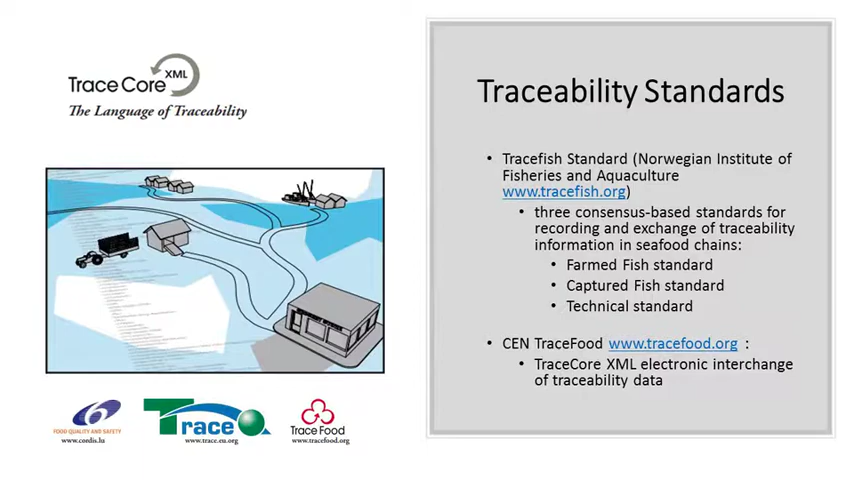 TraceCore XML
The Language of Traceability
6
FOOD QUALITY AND SAFETY
www.cordis.lu
Trace
www.trace.eu.org
TraceFood
www.tracefood.org
Traceability Standards
• Tracefish Standard (Norwegian Institute of
Fisheries and Aquaculture
www.tracefish.org)
• three consensus-based standards for
recording and exchange of traceability
information in seafood chains:
• Farmed Fish standard
• Captured Fish standard
• Technical standard
• CEN TraceFood www.tracefood.org :
• TraceCore XML electronic interchange
of traceability data